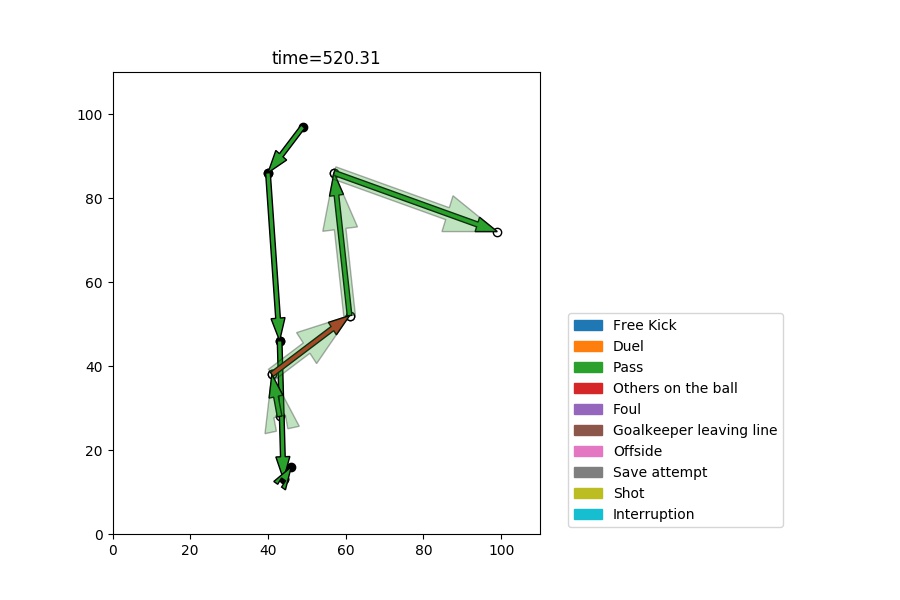 time=520.31
100
80
60
40
20
0
0 20 40 60 80 100
Free Kick
Duel
Pass
Others on the ball
Foul
Goalkeeper leaving line
Offside
Save attempt
Shot
Interruption